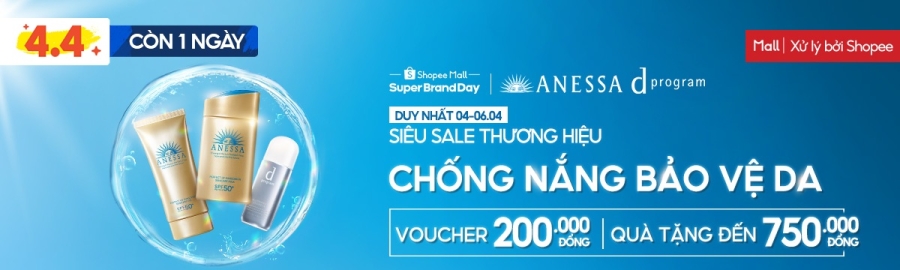 4.4 CÒN 1 NGÀY
Mall | Xử lý bởi Shopee
Shopee Mall
Super Brand Day
ANESSA d program
DUY NHẤT 04-06.04
SIÊU SALE THƯƠNG HIỆU
CHỐNG NẮNG BẢO VỆ DA
VOUCHER 200.000 ĐỒNG | QUÀ TẶNG ĐẾN 750.000 ĐỒNG
ANESSA
SPF50+
ANESSA
SPF50+
d
program